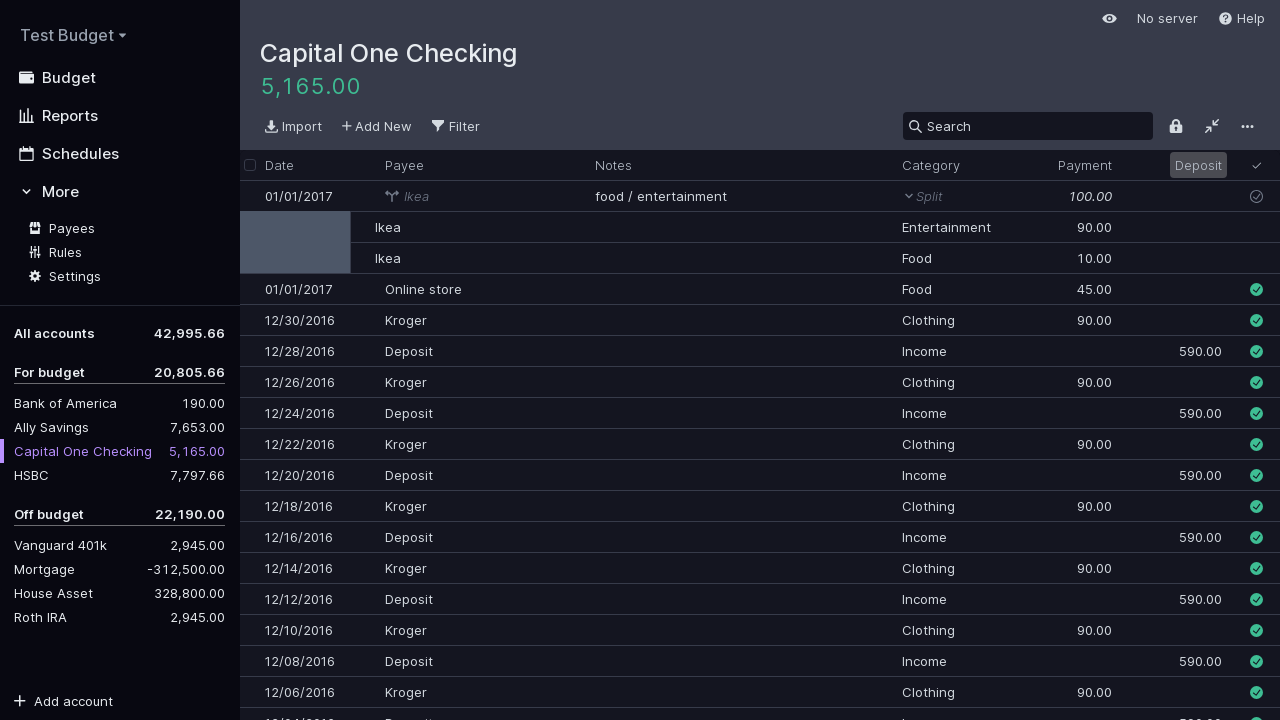 Test Budget
Budget
Reports
Schedules
More
Payees
Rules
Settings
All accounts 42,995.66
For budget 20,805.66
Bank of America 190.00
Ally Savings 7,653.00
Capital One Checking 5,165.00
HSBC 7,797.66
Off budget 22,190.00
Vanguard 401k 2,945.00
Mortgage -312,500.00
House Asset 328,800.00
Roth IRA 2,945.00
Add account
No server Help
Capital One Checking
5,165.00
Import Add New Filter Search
Date Payee Notes Category Payment Deposit
01/01/2017 Ikea food / entertainment Split 100.00
Ikea Entertainment 90.00
Ikea Food 10.00
01/01/2017 Online store Food 45.00
12/30/2016 Kroger Clothing 90.00
12/28/2016 Deposit Income 590.00
12/26/2016 Kroger Clothing 90.00
12/24/2016 Deposit Income 590.00
12/22/2016 Kroger Clothing 90.00
12/20/2016 Deposit Income 590.00
12/18/2016 Kroger Clothing 90.00
12/16/2016 Deposit Income 590.00
12/14/2016 Kroger Clothing 90.00
12/12/2016 Deposit Income 590.00
12/10/2016 Kroger Clothing 90.00
12/08/2016 Deposit Income 590.00
12/06/2016 Kroger Clothing 90.00